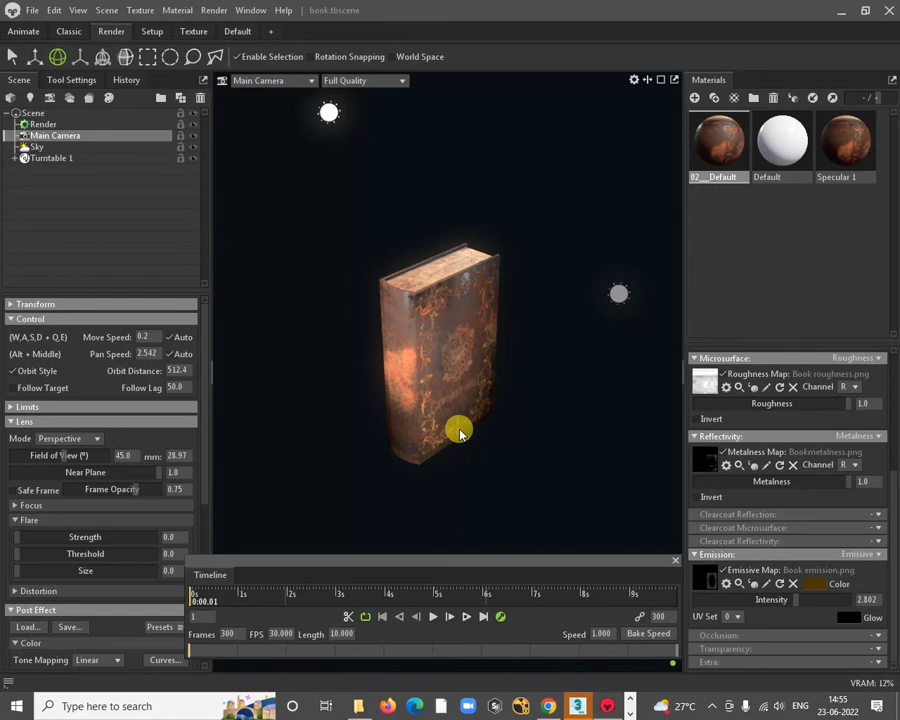 File Edit View Scene Texture Material Render Window Help book.tbscene
Animate Classic Render Setup Texture Default +
Enable Selection Rotation Snapping World Space
Scene Tool Settings History
Main Camera Full Quality
Materials
-/-
Scene
Render
Main Camera
Sky
Turntable 1
02__Default Default Specular 1
Transform
Control
(W,A,S,D + Q,E) Move Speed: 0.2 Auto
(Alt + Middle) Pan Speed: 2.542 Auto
Orbit Style Orbit Distance: 512.4
Follow Target Follow Lag 50.0
Limits
Lens
Mode Perspective
Field of View (º) 45.0 mm: 28.97
Near Plane 1.0
Safe Frame Frame Opacity 0.75
Focus
Flare
Strength 0.0
Threshold 0.0
Size 0.0
Distortion
Post Effect
Load... Save... Presets
Color
Tone Mapping Linear Curves...
Timeline
0s 1s 2s 3s 4s 5s 6s 7s 8s 9s
0:00.01
1 300
Frames 300 FPS 30.000 Length 10.000 Speed 1.000 Bake Speed
Microsurface: Roughness
Roughness Map: Book roughness.png
Channel R
Roughness 1.0
Invert
Reflectivity: Metalness
Metalness Map: Bookmetalness.png
Channel R
Metalness 1.0
Invert
Clearcoat Reflection:
Clearcoat Microsurface:
Clearcoat Reflectivity:
Emission: Emissive
Emissive Map: Book emission.png
Color
Intensity 2.802
UV Set 0 Glow
Occlusion:
Transparency:
Extra:
VRAM: 12%
Type here to search
27°C ENG 14:55
23-06-2022